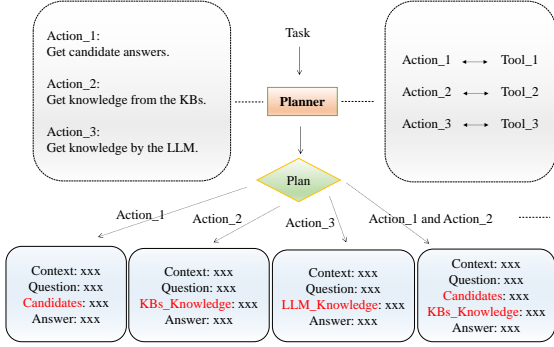 Action_1:
Get candidate answers.
Action_2:
Get knowledge from the KBs.
Action_3:
Get knowledge by the LLM.
Task
Planner
Plan
Action_1 Tool_1
Action_2 Tool_2
Action_3 Tool_3
Action_1
Action_2
Action_3
Action_1 and Action_2
Context: xxx
Question: xxx
Candidates: xxx
Answer: xxx
Context: xxx
Question: xxx
KBs_Knowledge: xxx
Answer: xxx
Context: xxx
Question: xxx
LLM_Knowledge: xxx
Answer: xxx
Context: xxx
Question: xxx
Candidates: xxx
KBs_Knowledge: xxx
Answer: xxx